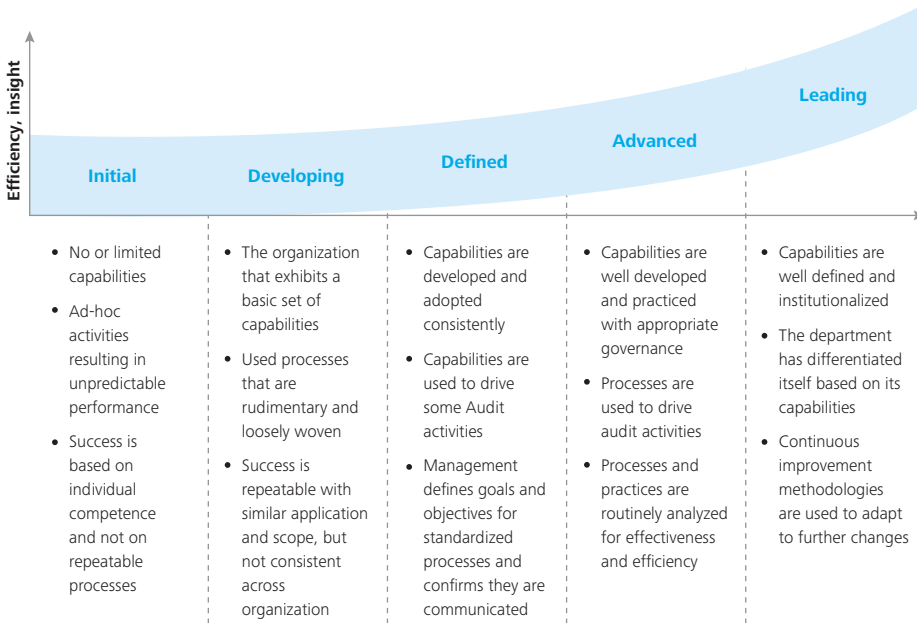 Efficiency, insight
Initial
Developing
Defined
Advanced
Leading
• No or limited
capabilities
• Ad-hoc
activities
resulting in
unpredictable
performance
• Success is
based on
individual
competence
and not on
repeatable
processes
• The organization
that exhibits a
basic set of
capabilities
• Used processes
that are
rudimentary and
loosely woven
• Success is
repeatable with
similar application
and scope, but
not consistent
across
organization
• Capabilities are
developed and
adopted
consistently
• Capabilities are
used to drive
some Audit
activities
• Management
defines goals and
objectives for
standardized
processes and
confirms they are
communicated
• Capabilities are
well developed
and practiced
with appropriate
governance
• Processes are
used to drive
audit activities
• Processes and
practices are
routinely analyzed
for effectiveness
and efficiency
• Capabilities are
well defined and
institutionalized
• The department
has differentiated
itself based on its
capabilities
• Continuous
improvement
methodologies
are used to adapt
to further changes